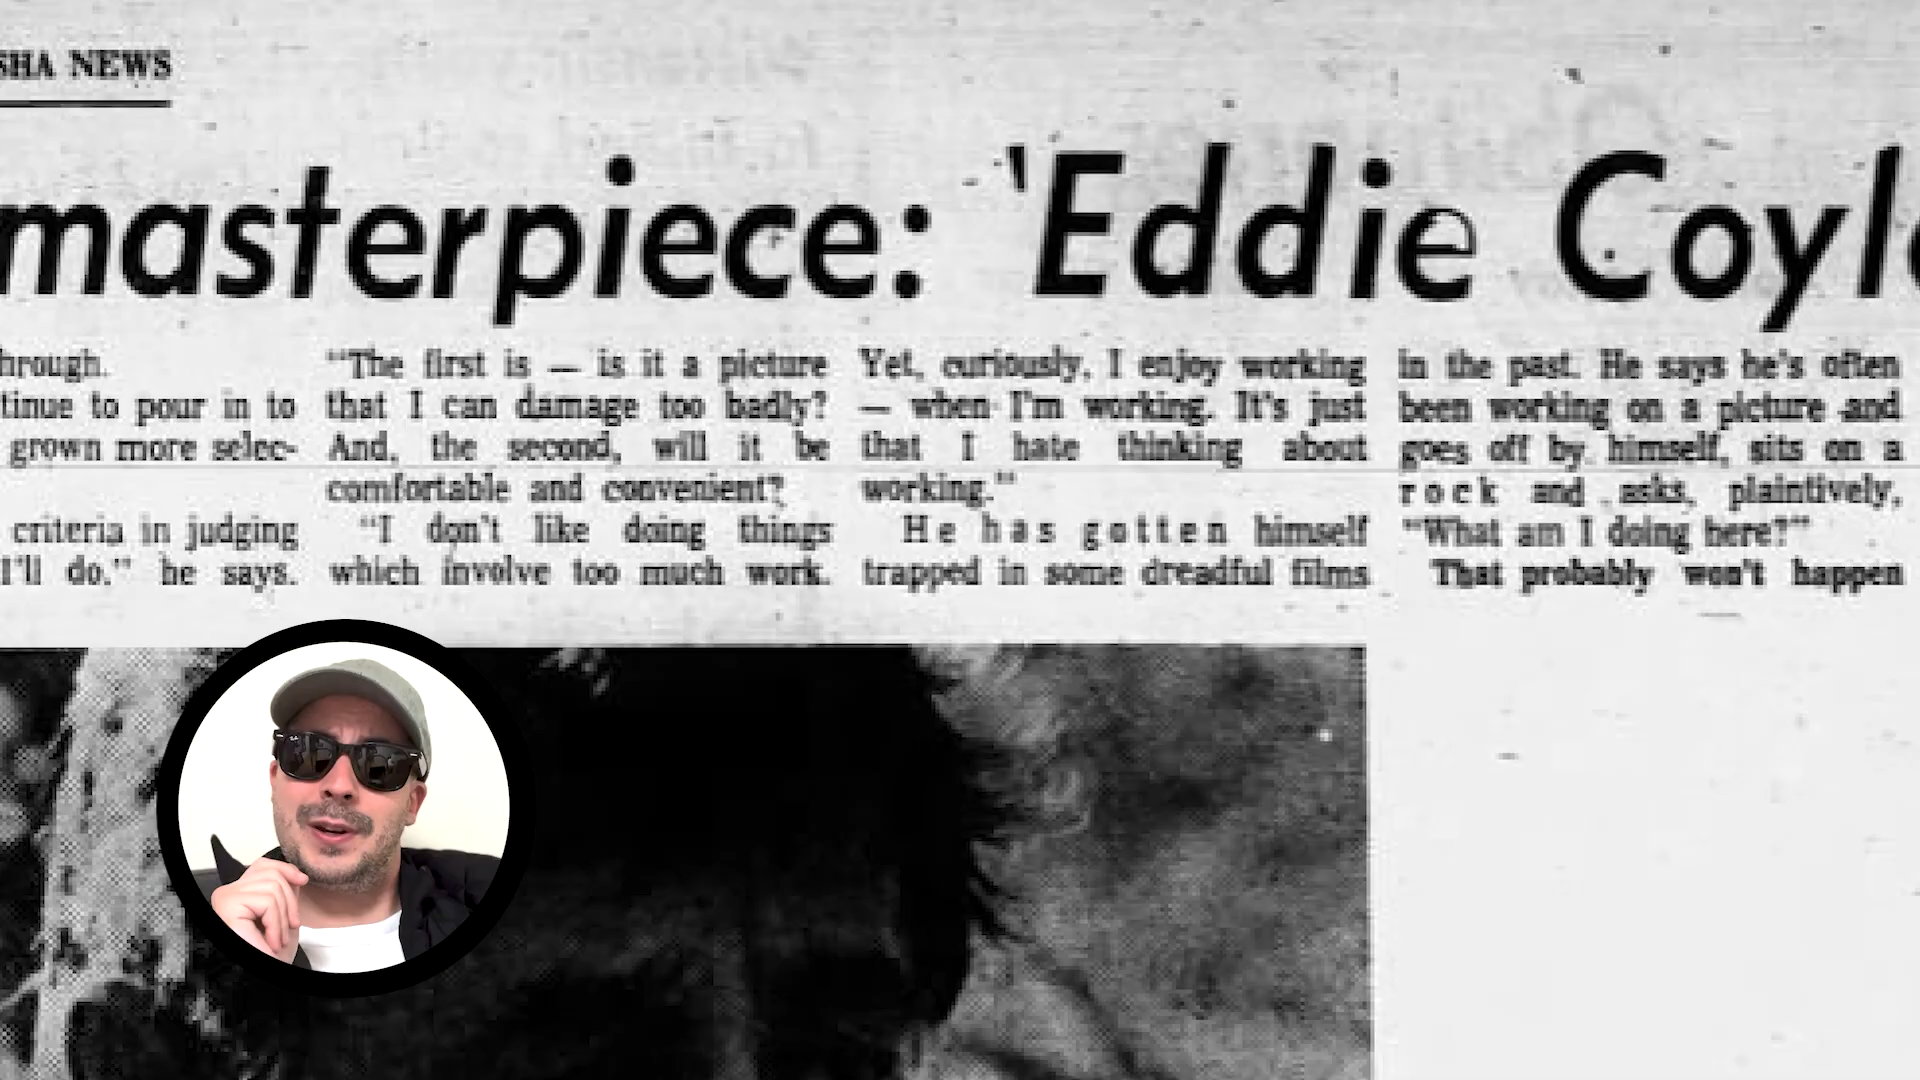 SHA NEWS
masterpiece: 'Eddie Coyl
hrough.
tinue to pour in to
grown more selec-
criteria in judging
I'll do." he says.
"The first is — is it a picture
that I can damage too badly?
And, the second, will it be
comfortable and convenient?
"I don't like doing things
which involve too much work.
Yet, curiously, I enjoy working
— when I'm working. It's just
that I hate thinking about
working."
He has gotten himself
trapped in some dreadful films
in the past. He says he's often
been working on a picture and
goes off by himself, sits on a
rock and asks, plaintively,
"What am I doing here?"
That probably won't happen